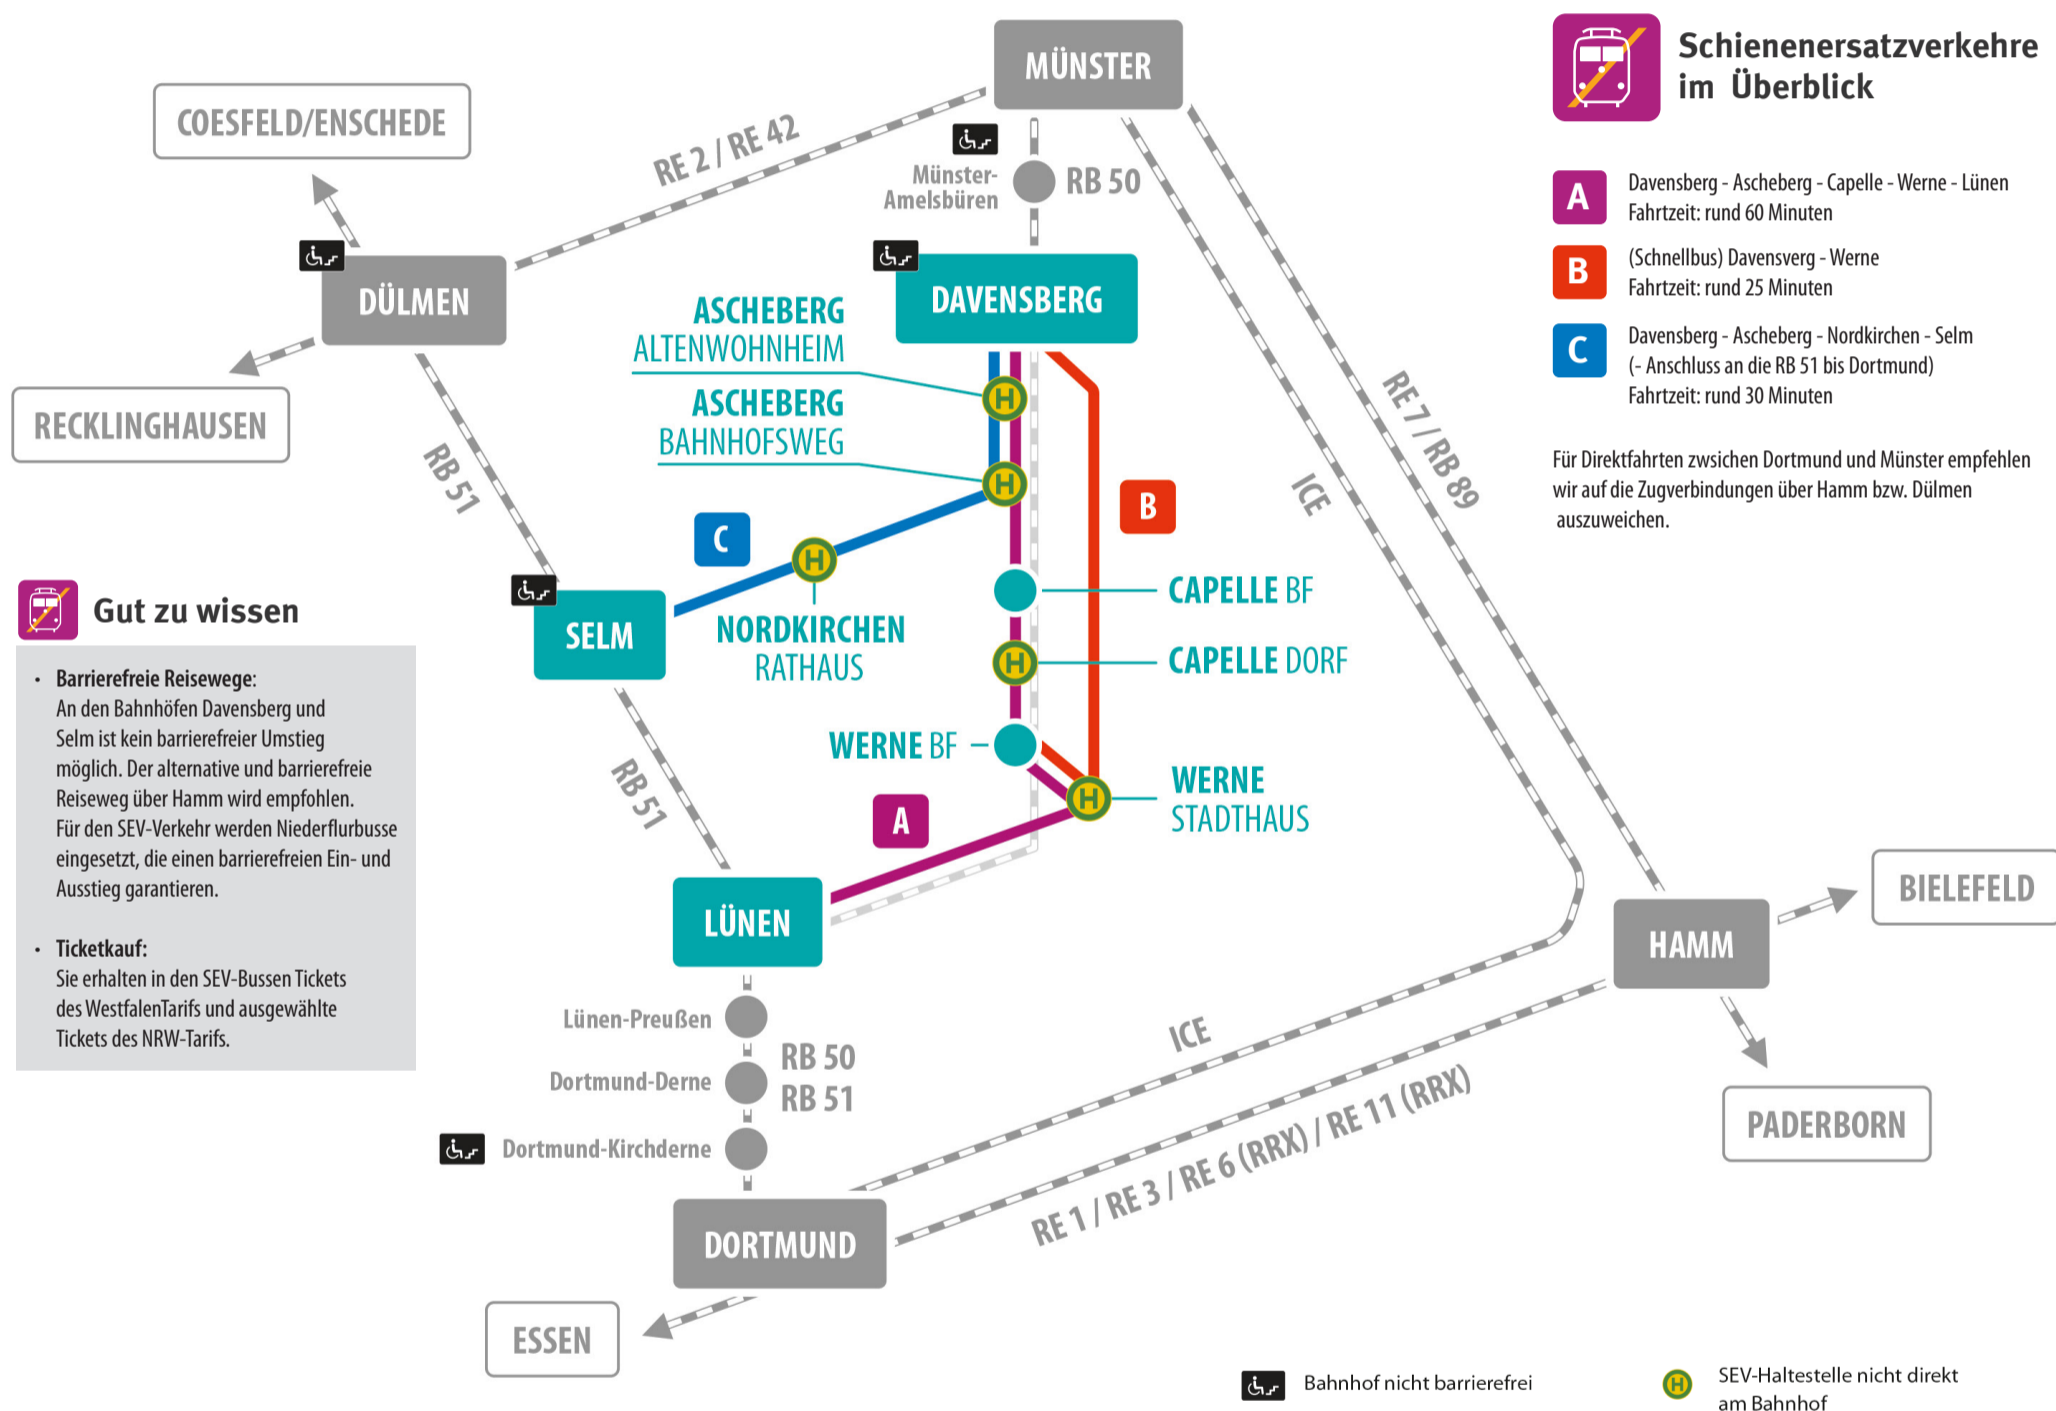 MÜNSTER
Schienenersatzverkehre
im Überblick
A
Davensberg - Ascheberg - Capelle - Werne - Lünen
Fahrtzeit: rund 60 Minuten
B
(Schnellbus) Davensverg - Werne
Fahrtzeit: rund 25 Minuten
C
Davensberg - Ascheberg - Nordkirchen - Selm
(- Anschluss an die RB 51 bis Dortmund)
Fahrtzeit: rund 30 Minuten
Für Direktfahrten zwsichen Dortmund und Münster empfehlen
wir auf die Zugverbindungen über Hamm bzw. Dülmen
auszuweichen.
COESFELD/ENSCHEDE
RE 2 / RE 42
Münster-
Amelsbüren
RB 50
DÜLMEN
DAVENSBERG
RECKLINGHAUSEN
ASCHEBERG
ALTENWOHNHEIM
H
ASCHEBERG
BAHNHOFSWEG
H
RB 51
RE 7 / RB 89
ICE
B
C
H
NORDKIRCHEN
RATHAUS
SELM
CAPELLE BF
H
CAPELLE DORF
WERNE BF
H
WERNE
STADTHAUS
RB 51
A
LÜNEN
Gut zu wissen
• Barrierefreie Reisewege:
An den Bahnhöfen Davensberg und
Selm ist kein barrierefreier Umstieg
möglich. Der alternative und barrierefreie
Reiseweg über Hamm wird empfohlen.
Für den SEV-Verkehr werden Niederflurbusse
eingesetzt, die einen barrierefreien Ein- und
Ausstieg garantieren.
• Ticketkauf:
Sie erhalten in den SEV-Bussen Tickets
des WestfalenTarifs und ausgewählte
Tickets des NRW-Tarifs.
BIELEFELD
HAMM
PADERBORN
Lünen-Preußen
Dortmund-Derne
RB 50
RB 51
Dortmund-Kirchderne
ICE
RE 1 / RE 3 / RE 6 (RRX) / RE 11 (RRX)
DORTMUND
ESSEN
Bahnhof nicht barrierefrei
H
SEV-Haltestelle nicht direkt
am Bahnhof